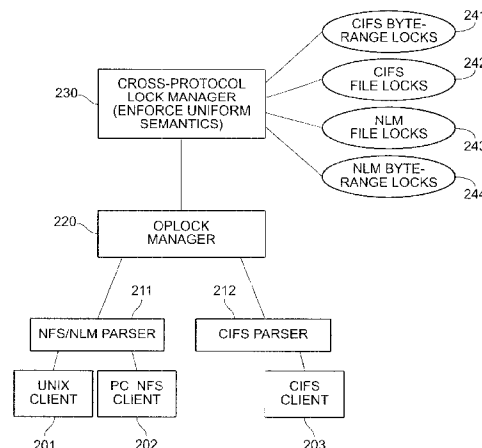 CIFS BYTE-
RANGE LOCKS
241
CIFS
FILE LOCKS
242
230
CROSS-PROTOCOL
LOCK MANAGER
(ENFORCE UNIFORM
SEMANTICS)
NLM
FILE LOCKS
243
NLM BYTE-
RANGE LOCKS
244
220
OPLOCK
MANAGER
211
212
NFS/NLM PARSER
CIFS PARSER
UNIX
CLIENT
PC NFS
CLIENT
CIFS
CLIENT
201
202
203